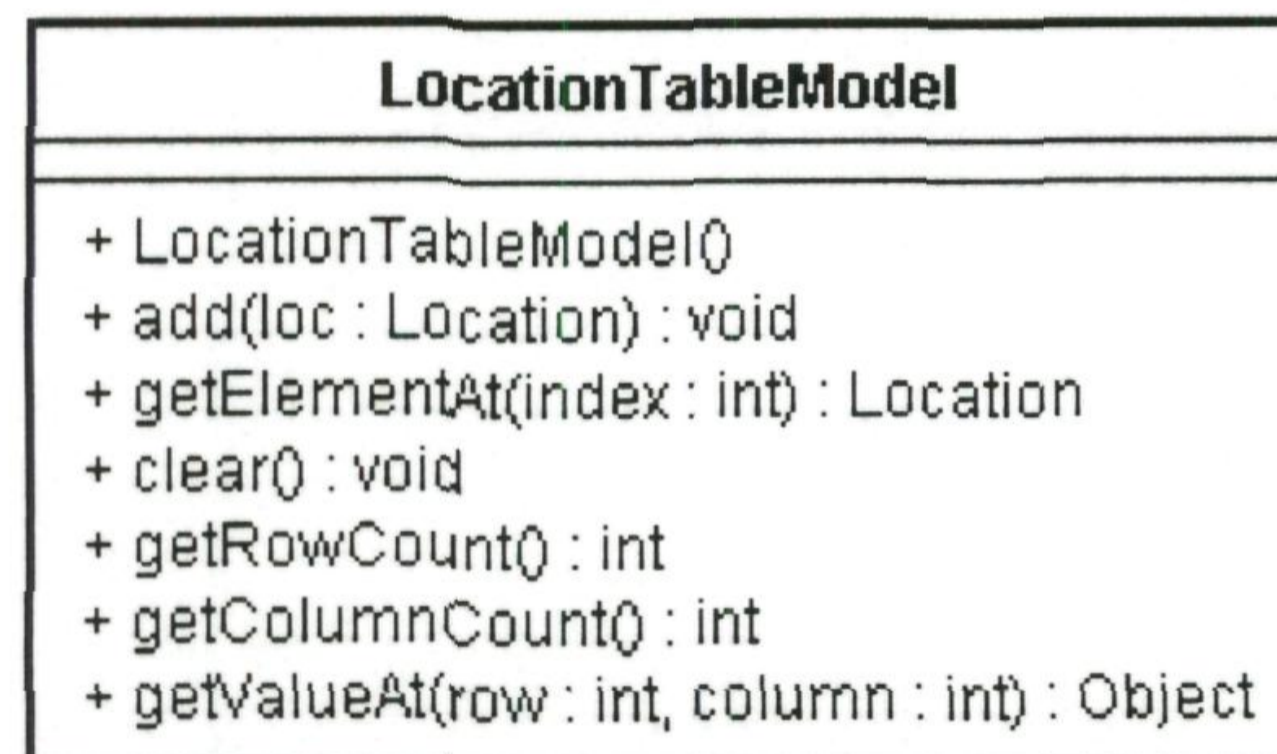 LocationTableModel
+ LocationTableModel()
+ add(loc : Location) : void
+ getElementAt(index : int) : Location
+ clear() : void
+ getRowCount() : int
+ getColumnCount() : int
+ getValueAt(row : int, column : int) : Object